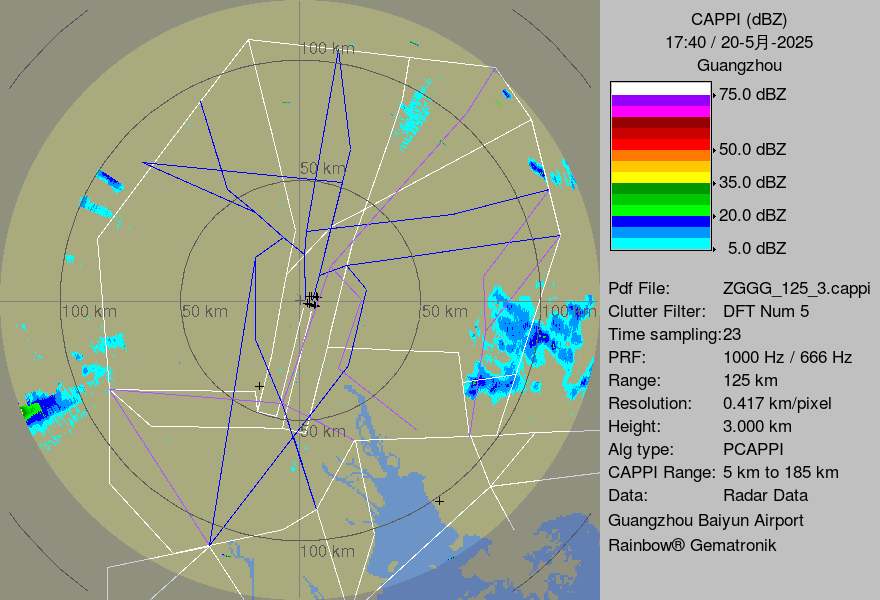 100 km
50 km
100 km
50 km
50 km
100 km
50 km
100 km
CAPPI (dBZ)
17:40 / 20-5月-2025
Guangzhou
75.0 dBZ
50.0 dBZ
35.0 dBZ
20.0 dBZ
5.0 dBZ
Pdf File: ZGGG_125_3.cappi
Clutter Filter: DFT Num 5
Time sampling:23
PRF: 1000 Hz / 666 Hz
Range: 125 km
Resolution: 0.417 km/pixel
Height: 3.000 km
Alg type: PCAPPI
CAPPI Range: 5 km to 185 km
Data: Radar Data
Guangzhou Baiyun Airport
Rainbow® Gematronik